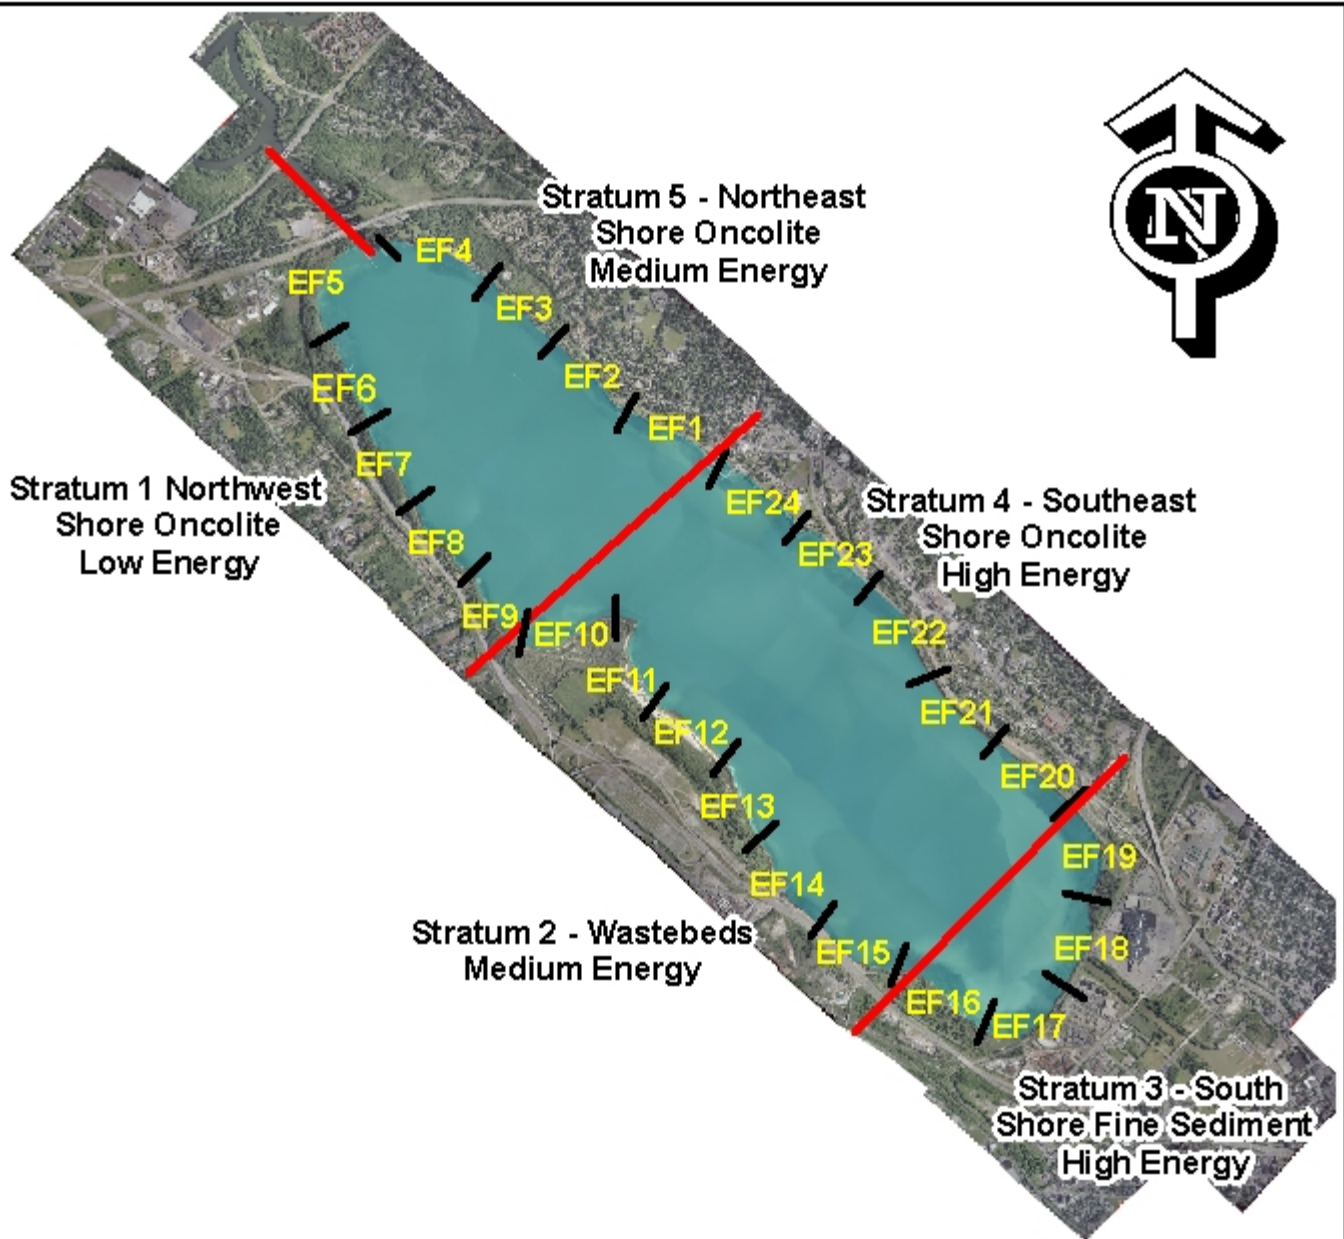 N
Stratum 5 - Northeast
Shore Oncolite
Medium Energy
EF4
EF5
EF3
EF2
EF6
EF1
EF7
Stratum 1 Northwest
Shore Oncolite
Low Energy
EF24
Stratum 4 - Southeast
Shore Oncolite
High Energy
EF8
EF23
EF9
EF10
EF22
EF11
EF21
EF12
EF20
EF13
EF19
EF14
Stratum 2 - Wastebeds
Medium Energy
EF15
EF18
EF16
EF17
Stratum 3 - South
Shore Fine Sediment
High Energy